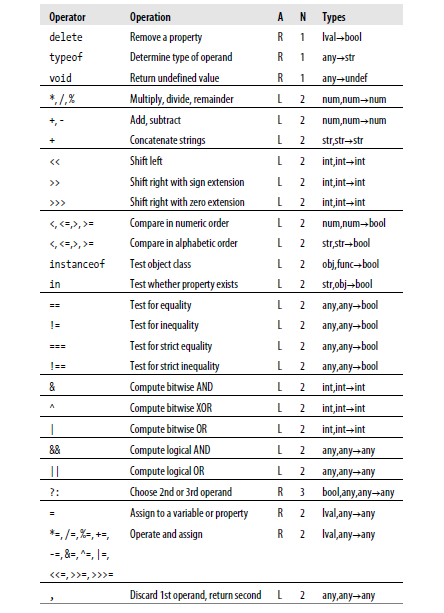 Operator Operation A N Types
delete Remove a property R 1 lval→bool
typeof Determine type of operand R 1 any→str
void Return undefined value R 1 any→undef
*, /, % Multiply, divide, remainder L 2 num,num→num
+, - Add, subtract L 2 num,num→num
+ Concatenate strings L 2 str,str→str
<< Shift left L 2 int,int→int
>> Shift right with sign extension L 2 int,int→int
>>> Shift right with zero extension L 2 int,int→int
<, <=,>, >= Compare in numeric order L 2 num,num→bool
<, <=,>, >= Compare in alphabetic order L 2 str,str→bool
instanceof Test object class L 2 obj,func→bool
in Test whether property exists L 2 str,obj→bool
== Test for equality L 2 any,any→bool
!= Test for inequality L 2 any,any→bool
=== Test for strict equality L 2 any,any→bool
!== Test for strict inequality L 2 any,any→bool
& Compute bitwise AND L 2 int,int→int
^ Compute bitwise XOR L 2 int,int→int
| Compute bitwise OR L 2 int,int→int
&& Compute logical AND L 2 any,any→any
|| Compute logical OR L 2 any,any→any
?: Choose 2nd or 3rd operand R 3 bool,any,any→any
= Assign to a variable or property R 2 lval,any→any
*=, /=, %=, +=, Operate and assign R 2 lval,any→any
-=, &=, ^=, |=,
<<=, >>=, >>>=
, Discard 1st operand, return second L 2 any,any→any